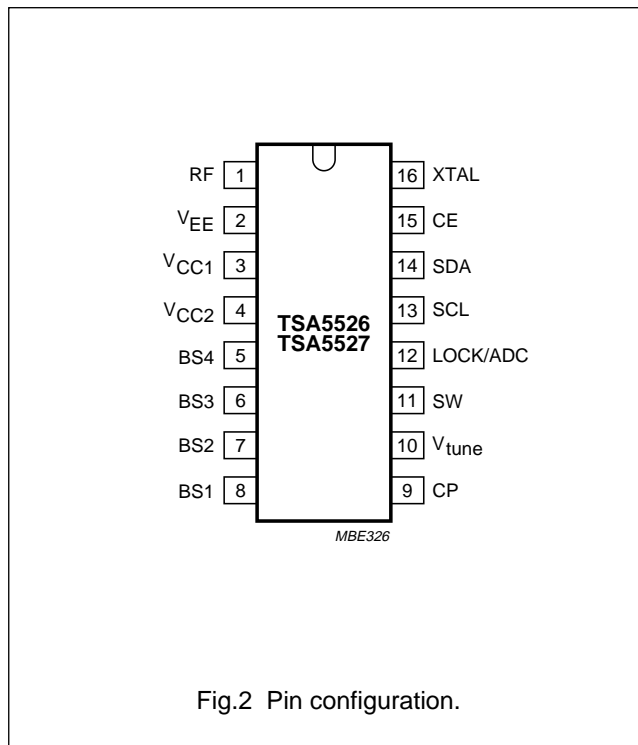 RF 1 16 XTAL
VEE 2 15 CE
VCC1 3 14 SDA
VCC2 4 13 SCL
TSA5526
TSA5527
BS4 5 12 LOCK/ADC
BS3 6 11 SW
BS2 7 10 Vtune
BS1 8 9 CP
MBE326
Fig.2 Pin configuration.